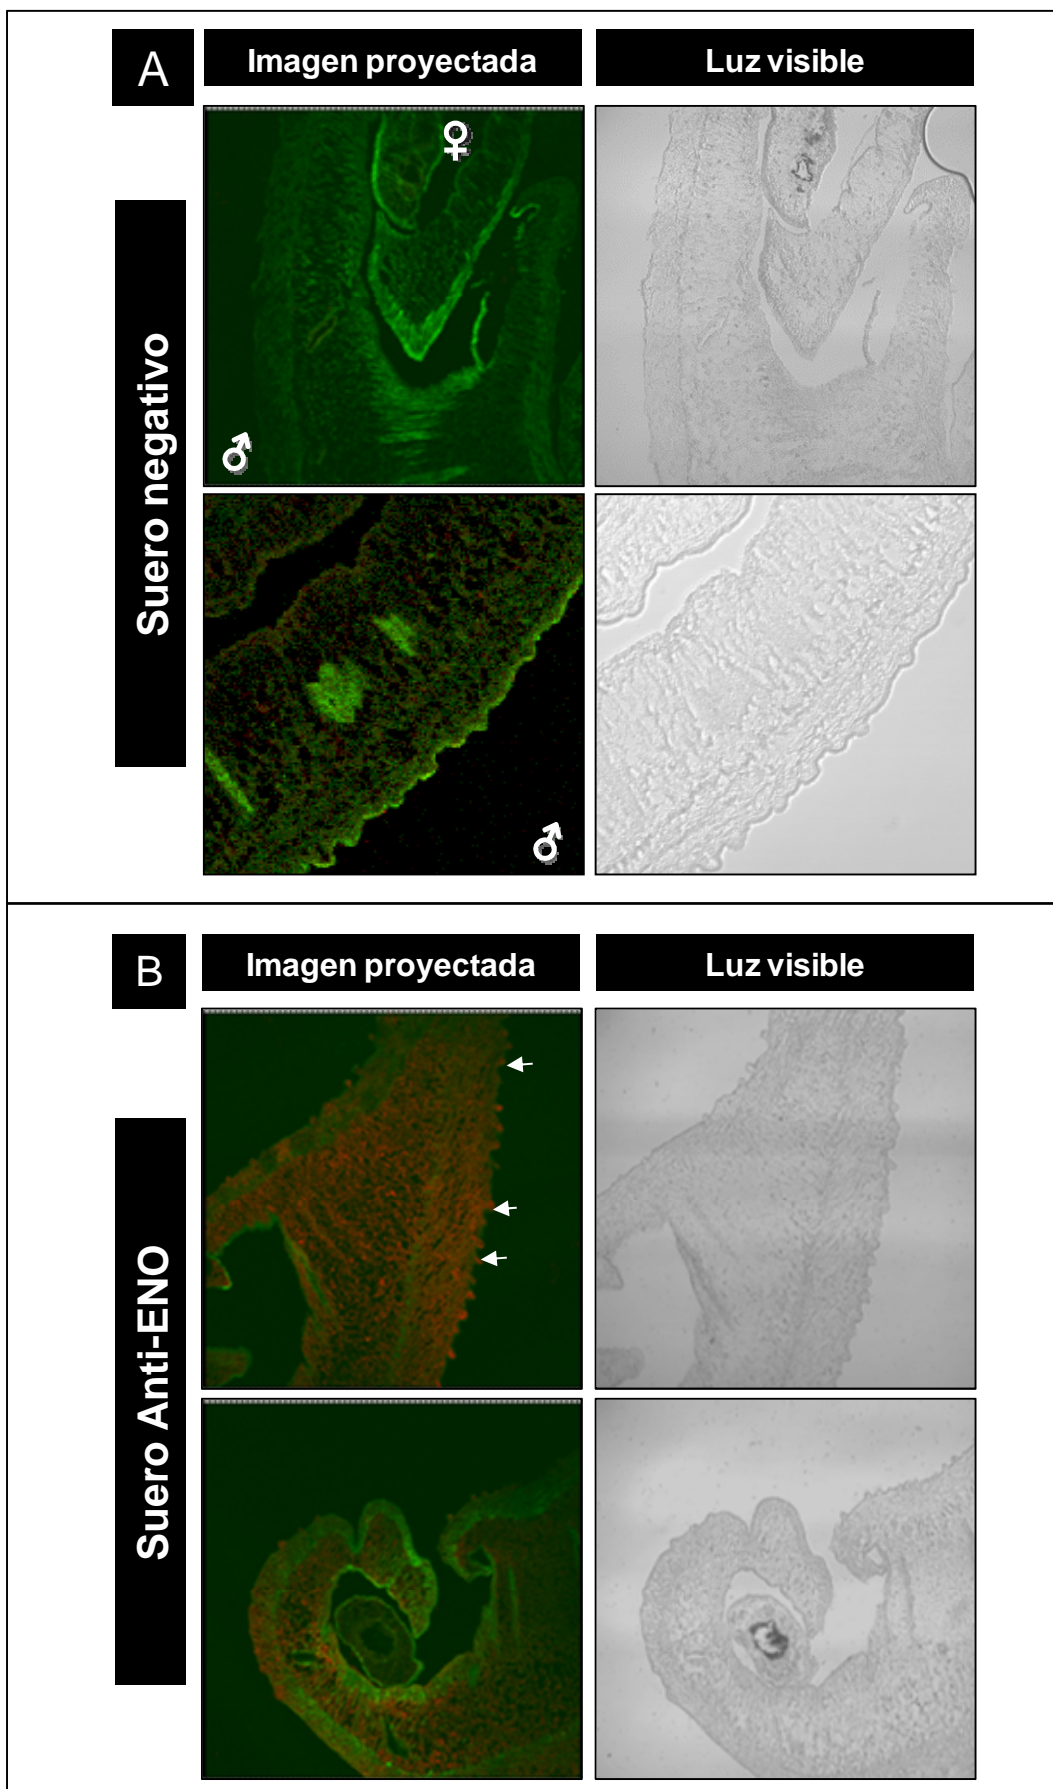 A
Imagen proyectada
Luz visible
♀
♂
Suero negativo
♂
B
Imagen proyectada
Luz visible
Suero Anti-ENO